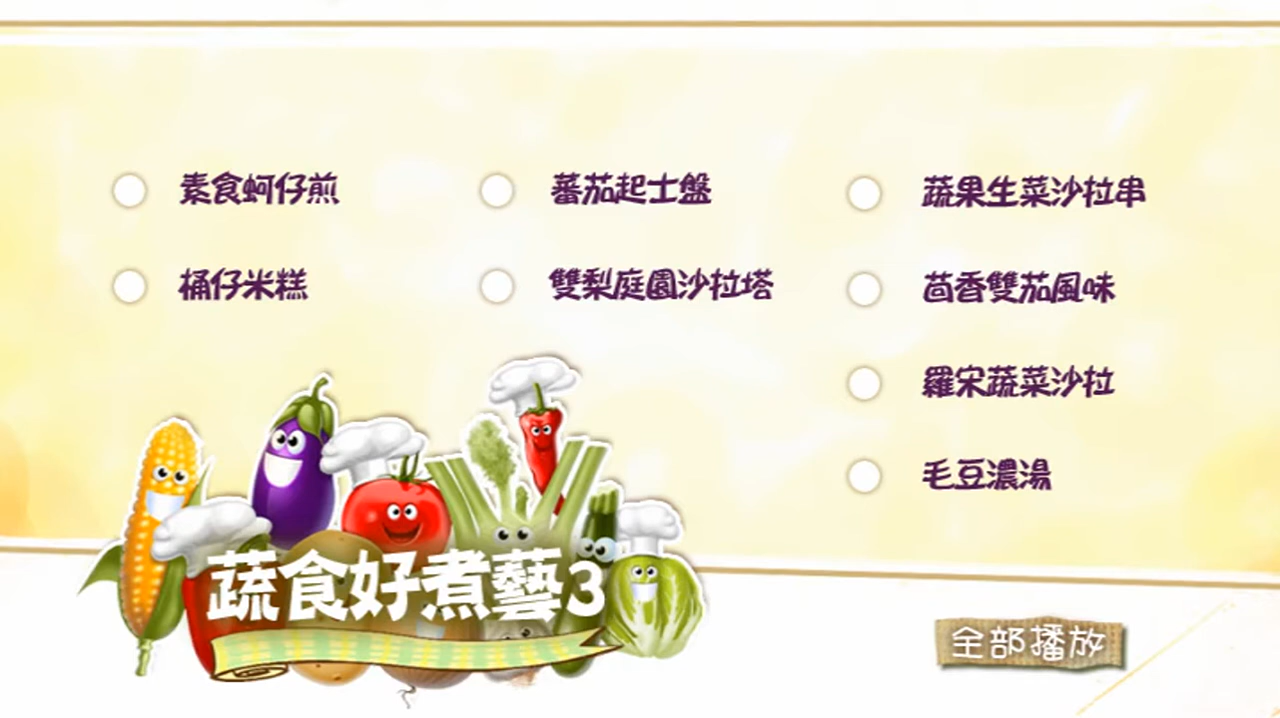 素食蚵仔煎
桶仔米糕
蕃茄起士盤
雙梨庭園沙拉塔
蔬果生菜沙拉串
茴香雙茄風味
羅宋蔬菜沙拉
毛豆濃湯
蔬食好煮藝3
全部播放